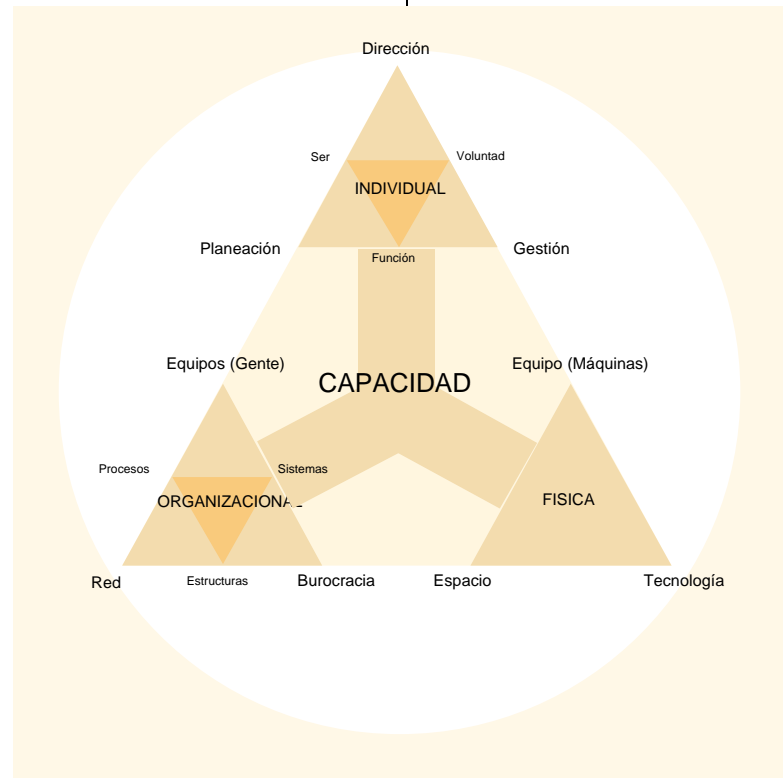 Dirección
Ser
Voluntad
INDIVIDUAL
Planeación
Gestión
Función
Equipos (Gente)
Equipo (Máquinas)
CAPACIDAD
Procesos
Sistemas
ORGANIZACIONAL
FISICA
Red
Estructuras
Burocracia
Espacio
Tecnología